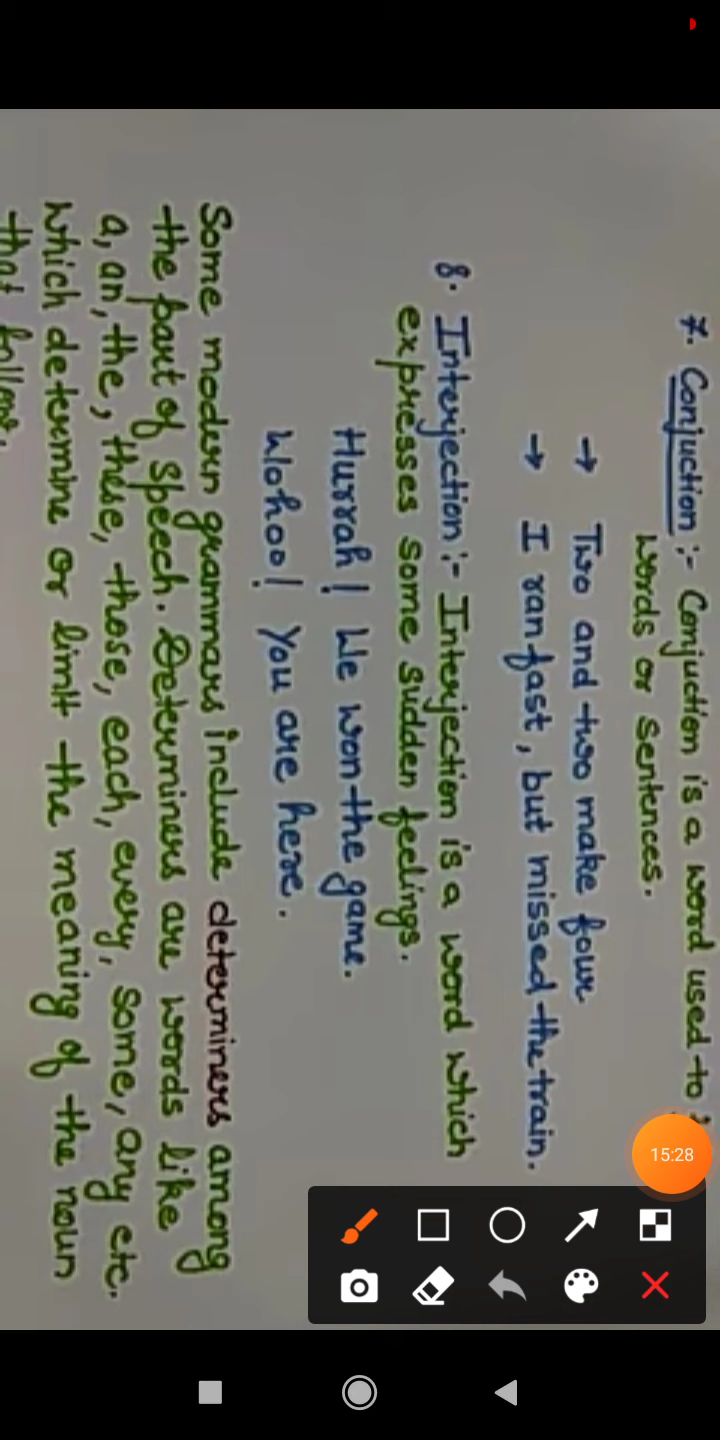 7. Conjuction :- Conjuction is a word used to
words or sentences.
→ Two and two make four
→ I ran fast, but missed the train.
8. Interjection :- Interjection is a word which
expresses some sudden feelings.
Hurrah! We won the game.
Wohoo! You are here.
Some modern grammars include determiners among
the part of speech. Determiners are words like
a, an, the, these, those, each, every, some, any etc.
which determine or limit the meaning of the noun
that follow.
15:28